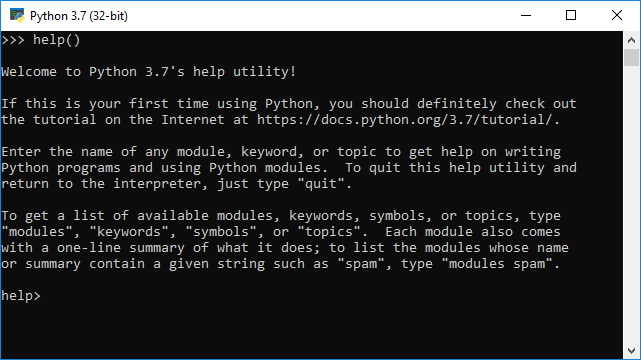 Python 3.7 (32-bit)
>>> help()
Welcome to Python 3.7's help utility!
If this is your first time using Python, you should definitely check out
the tutorial on the Internet at https://docs.python.org/3.7/tutorial/.
Enter the name of any module, keyword, or topic to get help on writing
Python programs and using Python modules.  To quit this help utility and
return to the interpreter, just type "quit".
To get a list of available modules, keywords, symbols, or topics, type
"modules", "keywords", "symbols", or "topics".  Each module also comes
with a one-line summary of what it does; to list the modules whose name
or summary contain a given string such as "spam", type "modules spam".
help>